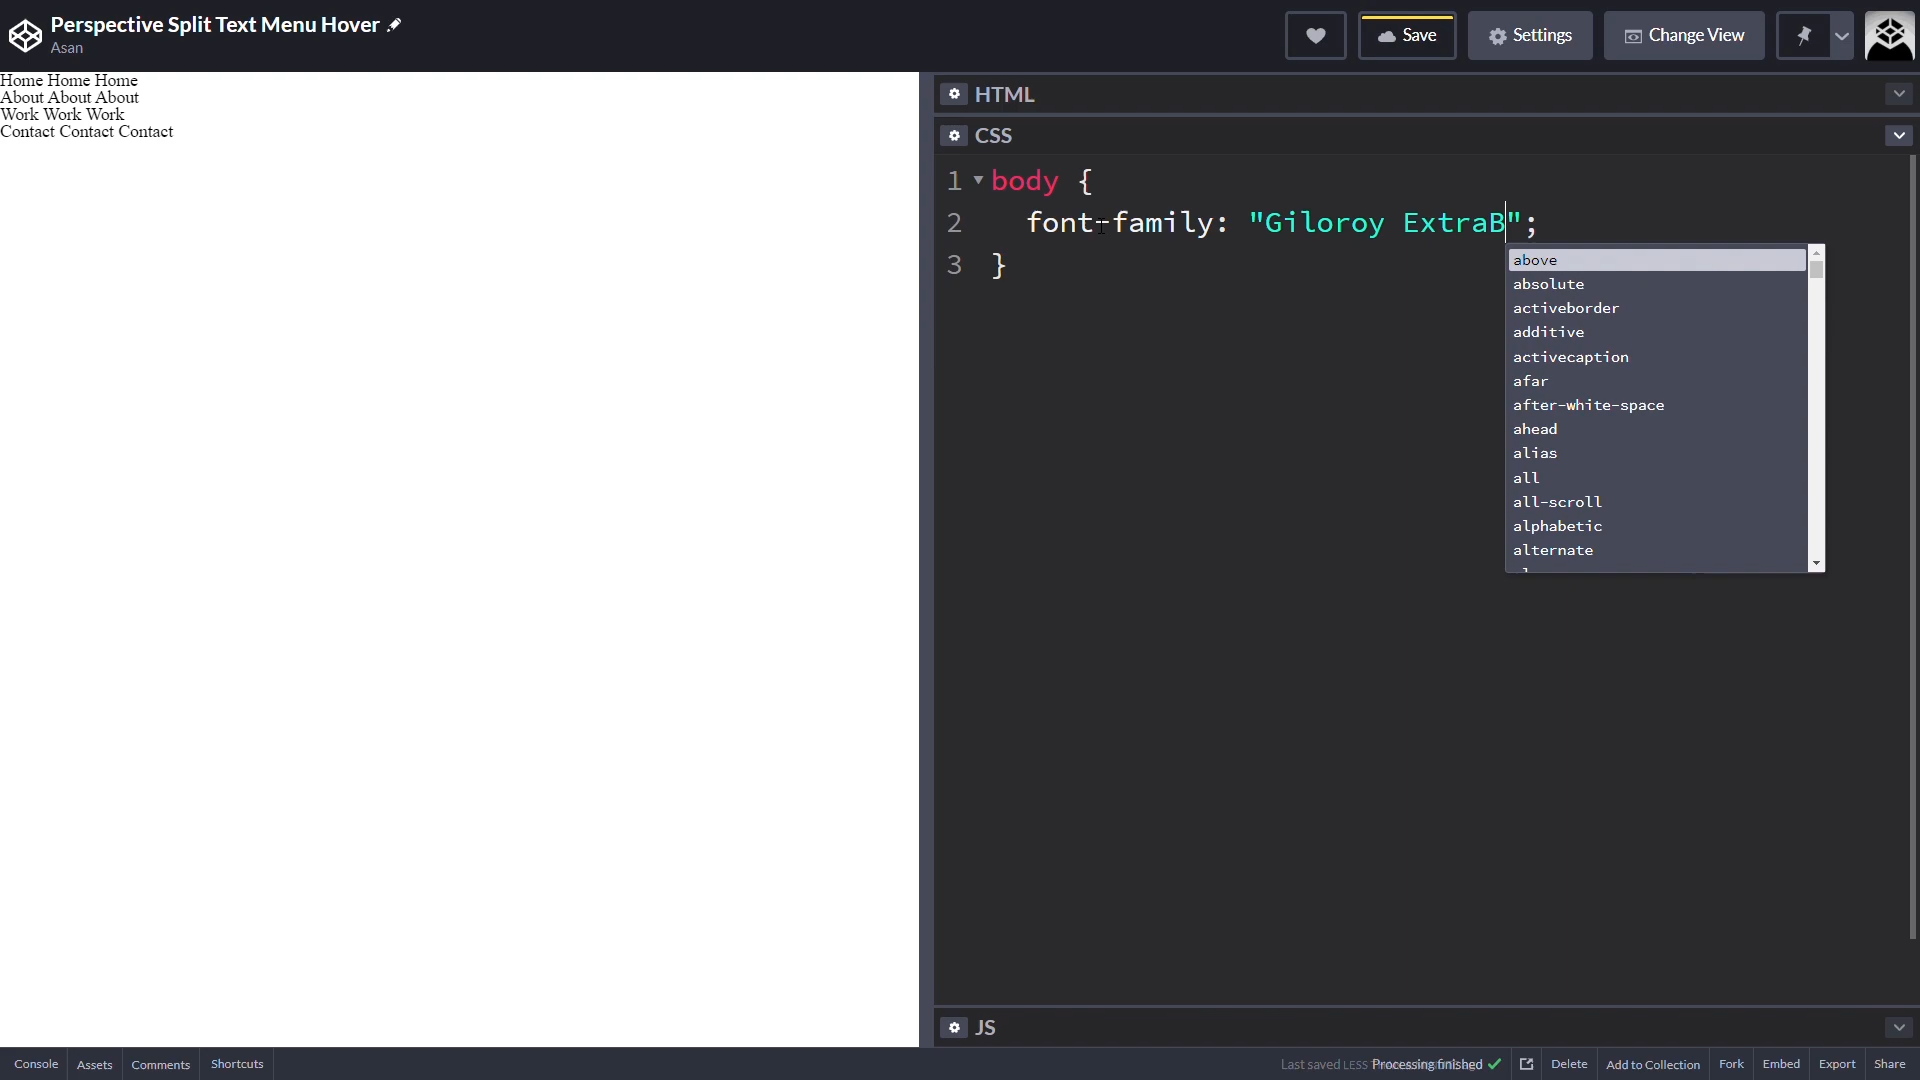 Perspective Split Text Menu Hover
Asan
Save
Settings
Change View
Home Home Home
About About About
Work Work Work
Contact Contact Contact
HTML
CSS
1 body {
2 font-family: "Giloroy ExtraB";
3 }
above
absolute
activeborder
additive
activecaption
afar
after-white-space
ahead
alias
all
all-scroll
alphabetic
alternate
JS
Console
Assets
Comments
Shortcuts
Last saved LESS
Processing finished
Delete
Add to Collection
Fork
Embed
Export
Share